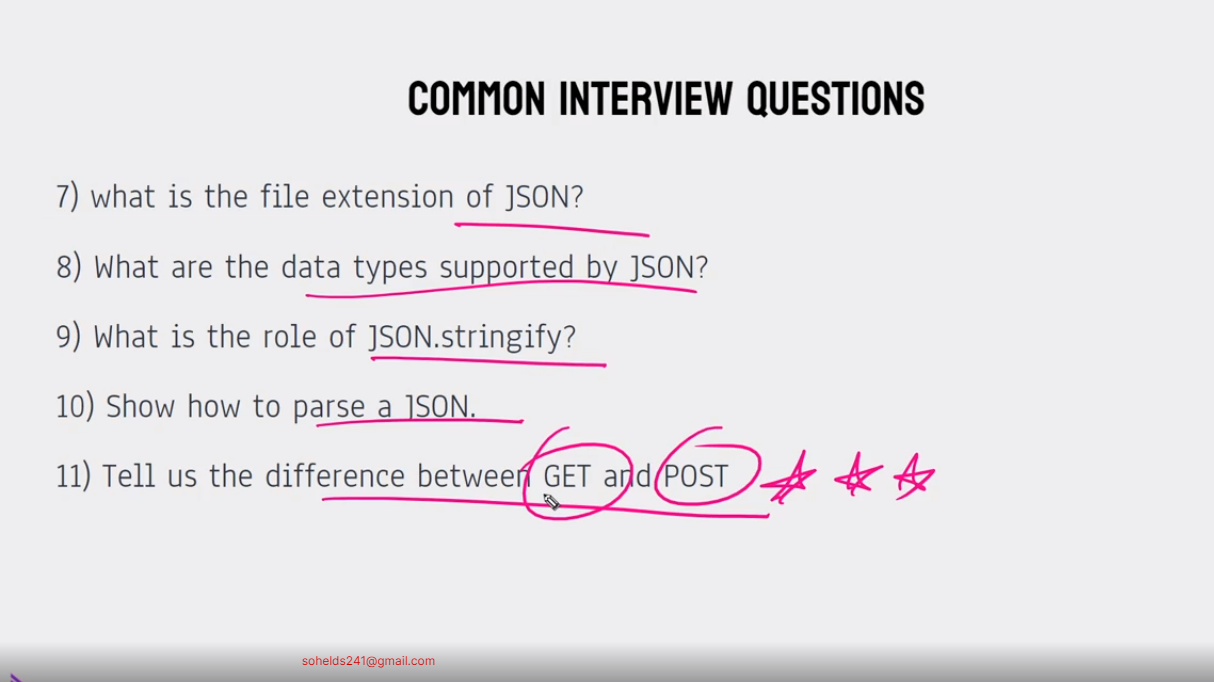 COMMON INTERVIEW QUESTIONS
7) what is the file extension of JSON?
8) What are the data types supported by JSON?
9) What is the role of JSON.stringify?
10) Show how to parse a JSON.
11) Tell us the difference between GET and POST
sohelds241@gmail.com